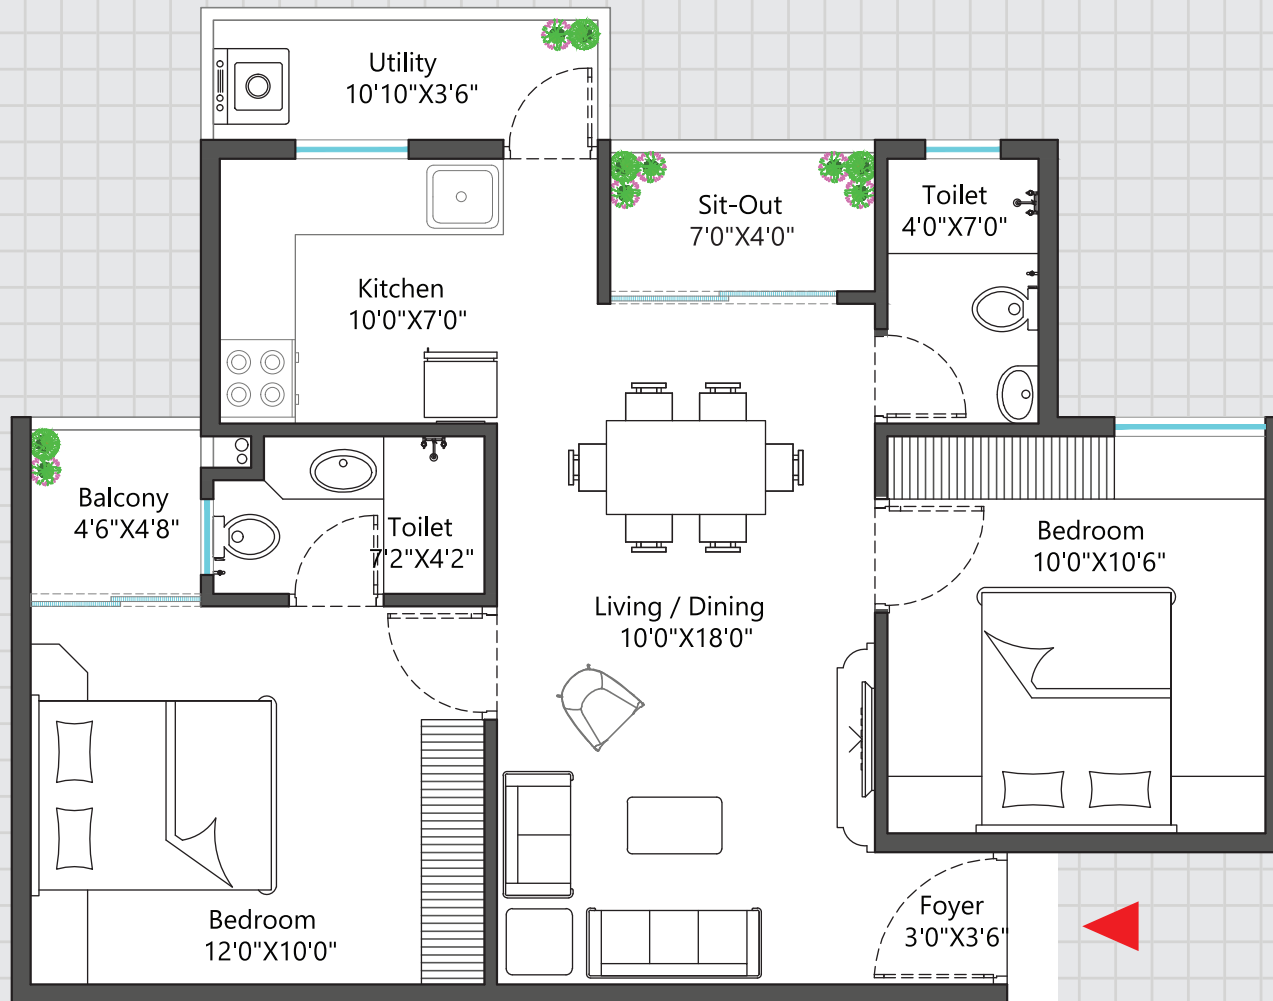 Utility
10'10"X3'6"
Sit-Out
7'0"X4'0"
Toilet
4'0"X7'0"
Kitchen
10'0"X7'0"
Balcony
4'6"X4'8"
Toilet
7'2"X4'2"
Bedroom
10'0"X10'6"
Living / Dining
10'0"X18'0"
Bedroom
12'0"X10'0"
Foyer
3'0"X3'6"